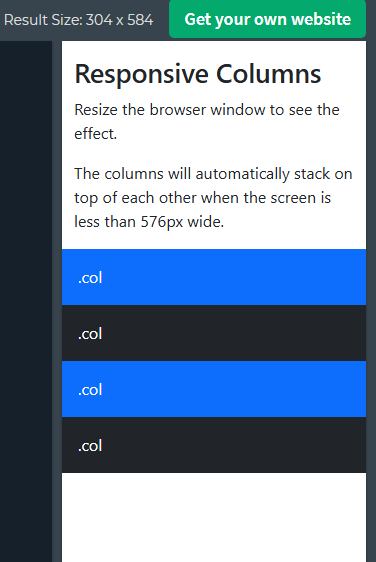 Result Size: 304 x 584
Get your own website
Responsive Columns
Resize the browser window to see the
effect.
The columns will automatically stack on
top of each other when the screen is
less than 576px wide.
.col
.col
.col
.col